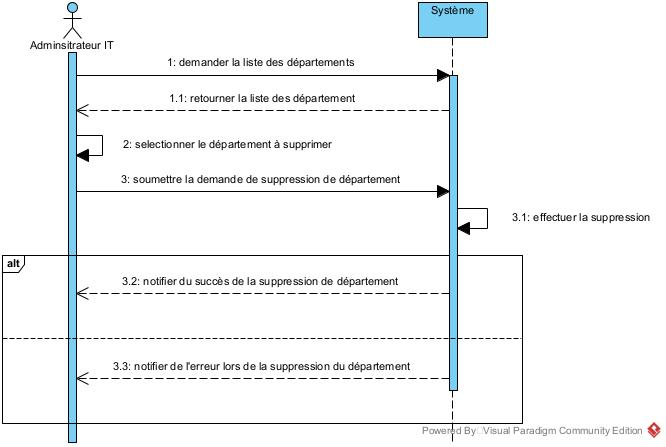 Adminsitrateur IT
Système
1: demander la liste des départements
1.1: retourner la liste des département
2: selectionner le département à supprimer
3: soumettre la demande de suppression de département
3.1: effectuer la suppression
alt
3.2: notifier du succès de la suppression de département
3.3: notifier de l'erreur lors de la suppression du département
Powered By Visual Paradigm Community Edition